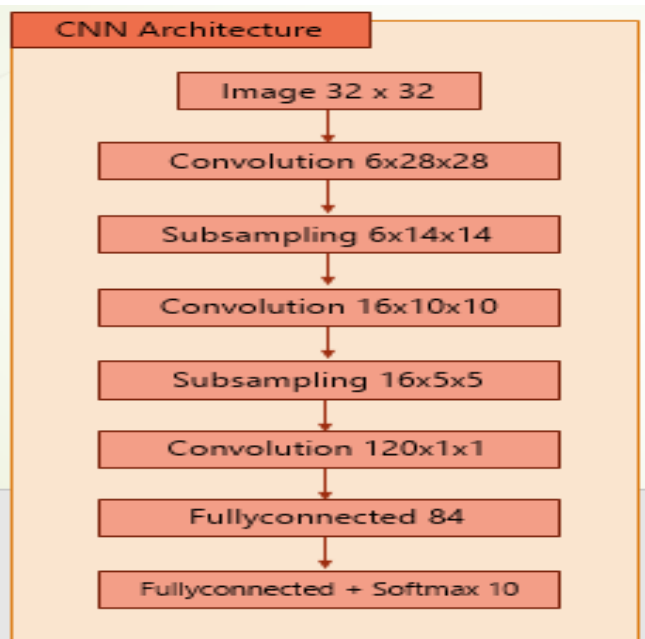 CNN Architecture
Image 32 x 32
Convolution 6x28x28
Subsampling 6x14x14
Convolution 16x10x10
Subsampling 16x5x5
Convolution 120x1x1
Fullyconnected 84
Fullyconnected + Softmax 10